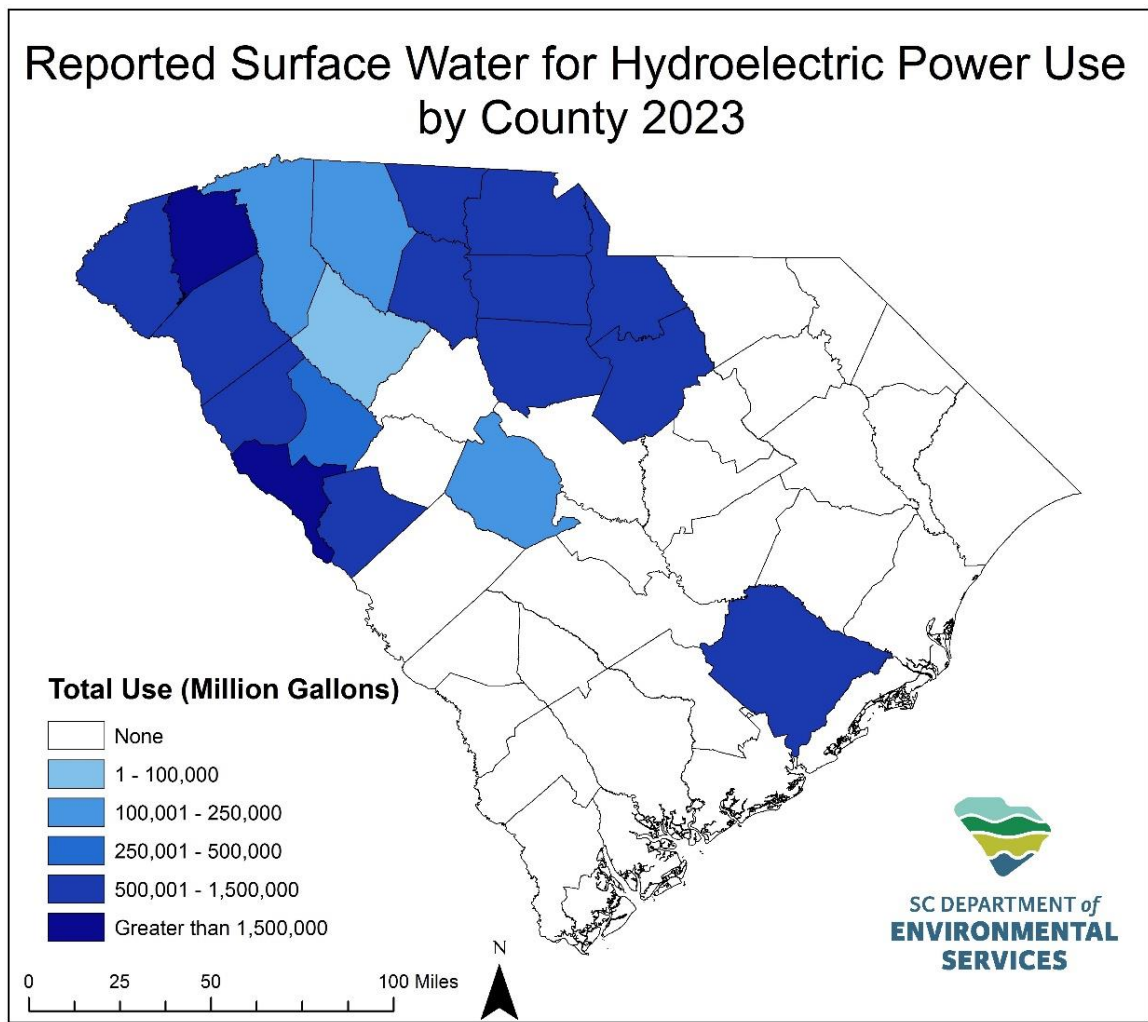 Reported Surface Water for Hydroelectric Power Use
by County 2023
Total Use (Million Gallons)
None
1 - 100,000
100,001 - 250,000
250,001 - 500,000
500,001 - 1,500,000
Greater than 1,500,000
0 25 50 100 Miles
N
SC DEPARTMENT of
ENVIRONMENTAL
SERVICES